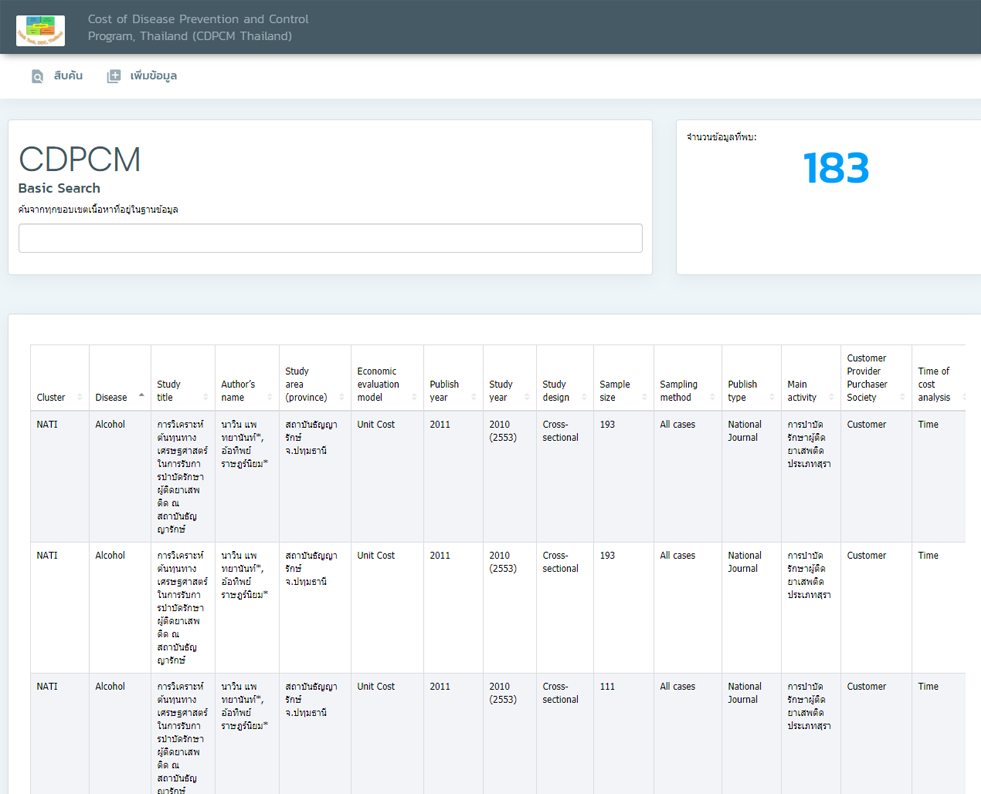 Cost of Disease Prevention and Control
Program, Thailand (CDPCM Thailand)
สืบค้น
เพิ่มข้อมูล
CDPCM
Basic Search
ค้นจากทุกขอบเขตเนื้อหาที่อยู่ในฐานข้อมูล
จำนวนข้อมูลที่พบ:
183
Cluster
Disease
Study
title
Author's
name
Study
area
(province)
Economic
evaluation
model
Publish
year
Study
year
Study
design
Sample
size
Sampling
method
Publish
type
Main
activity
Customer
Provider
Purchaser
Society
Time of
cost
analysis
NATI
Alcohol
การวิเคราะห์
ต้นทุนทาง
เศรษฐศาสตร์
ในการรับกา
รบำบัดรักษา
ผู้ติดยาเสพ
ติด ณ
สถาบันธัญ
ญารักษ์
นาวิน แพ
ทยานันท์*,
อ้อทิพย์
ราษฎร์นิยม*
สถาบันธัญญา
รักษ์
จ.ปทุมธานี
Unit Cost
2011
2010
(2553)
Cross-
sectional
193
All cases
National
Journal
การบำบัด
รักษาผู้ติด
ยาเสพติด
ประเภทสุรา
Customer
Time
NATI
Alcohol
การวิเคราะห์
ต้นทุนทาง
เศรษฐศาสตร์
ในการรับกา
รบำบัดรักษา
ผู้ติดยาเสพ
ติด ณ
สถาบันธัญ
ญารักษ์
นาวิน แพ
ทยานันท์*,
อ้อทิพย์
ราษฎร์นิยม*
สถาบันธัญญา
รักษ์
จ.ปทุมธานี
Unit Cost
2011
2010
(2553)
Cross-
sectional
193
All cases
National
Journal
การบำบัด
รักษาผู้ติด
ยาเสพติด
ประเภทสุรา
Customer
Time
NATI
Alcohol
การวิเคราะห์
ต้นทุนทาง
เศรษฐศาสตร์
ในการรับกา
รบำบัดรักษา
ผู้ติดยาเสพ
ติด ณ
สถาบันธัญ
ญารักษ์
นาวิน แพ
ทยานันท์*,
อ้อทิพย์
ราษฎร์นิยม*
สถาบันธัญญา
รักษ์
จ.ปทุมธานี
Unit Cost
2011
2010
(2553)
Cross-
sectional
111
All cases
National
Journal
การบำบัด
รักษาผู้ติด
ยาเสพติด
ประเภทสุรา
Customer
Time